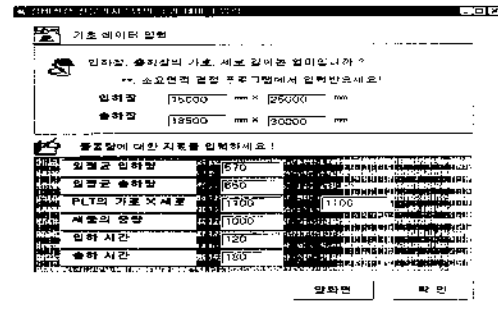 기초 데이터 입력
입하장, 출하장의 가로, 세로 길이는 얼마입니까 ?
**. 소요면적 결정 프로그램에서 입력받으세요!
입하장 15000 mm × 25000 mm
출하장 18500 mm × 30000 mm
물동량에 대한 자료를 입력하세요 !
일평균 입하량 570
일평균 출하량 650
PLT의 가로 X 세로 1100 1100
제품의 중량 1000
입하 시간 120
출하 시간 180
앞화면 확 인